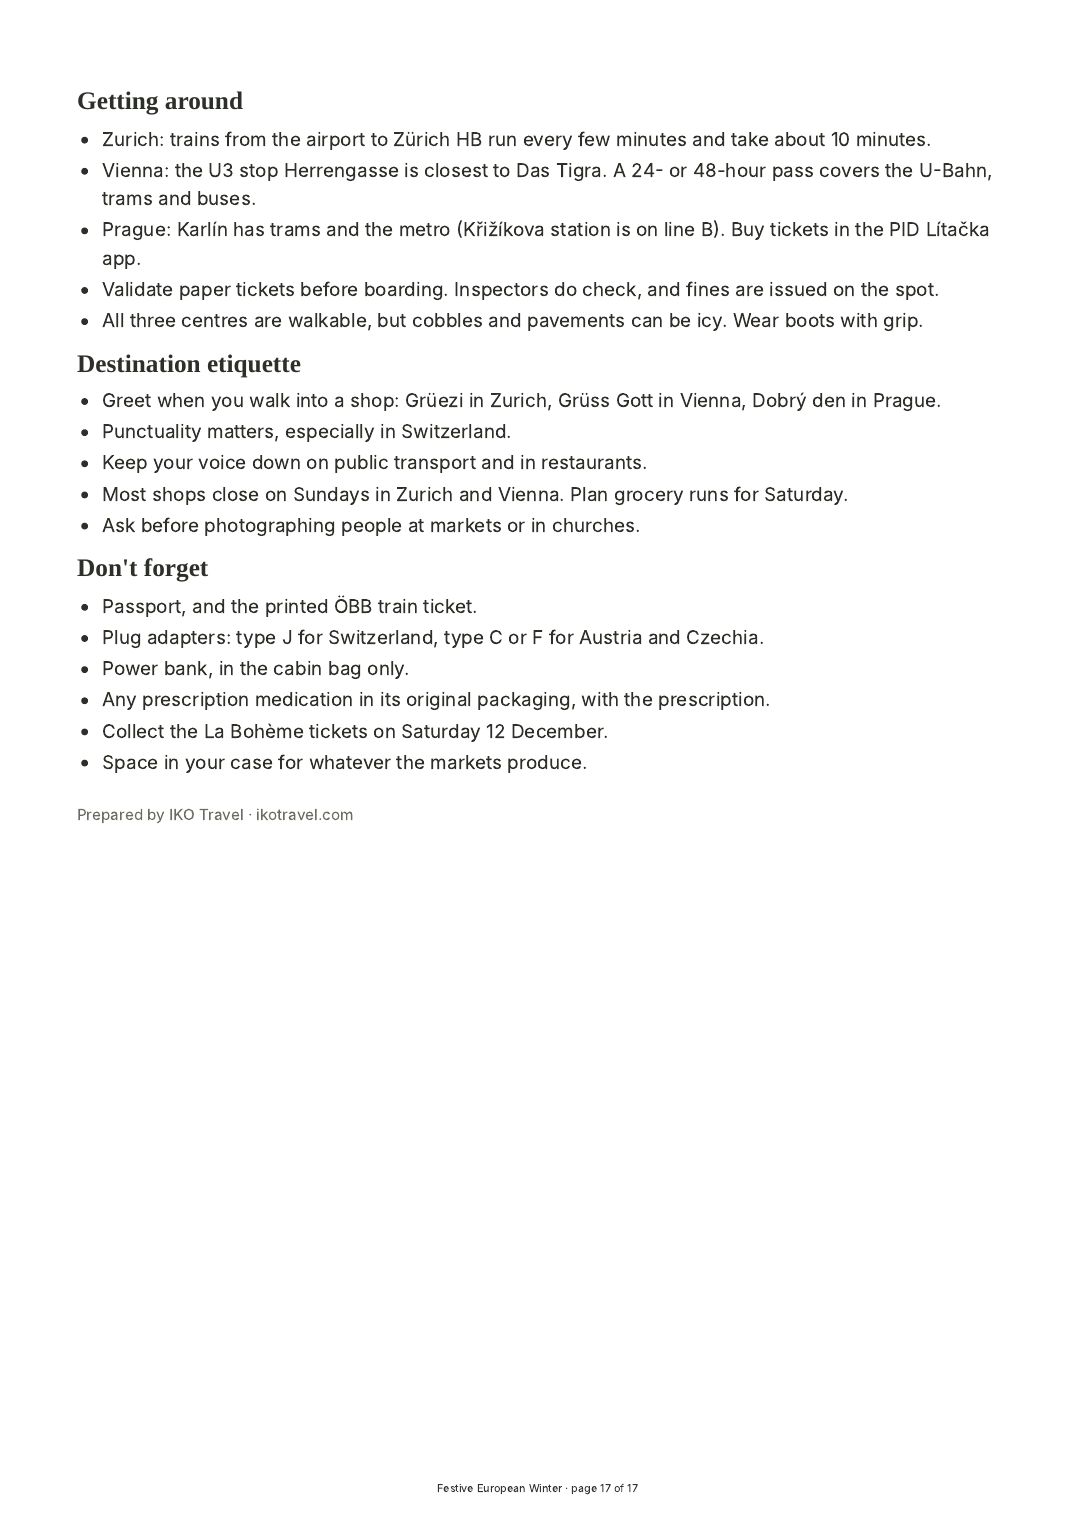 Getting around
• Zurich: trains from the airport to Zürich HB run every few minutes and take about 10 minutes.
• Vienna: the U3 stop Herrengasse is closest to Das Tigra. A 24- or 48-hour pass covers the U-Bahn,
trams and buses.
• Prague: Karlín has trams and the metro (Křižíkova station is on line B). Buy tickets in the PID Lítačka
app.
• Validate paper tickets before boarding. Inspectors do check, and fines are issued on the spot.
• All three centres are walkable, but cobbles and pavements can be icy. Wear boots with grip.
Destination etiquette
• Greet when you walk into a shop: Grüezi in Zurich, Grüss Gott in Vienna, Dobrý den in Prague.
• Punctuality matters, especially in Switzerland.
• Keep your voice down on public transport and in restaurants.
• Most shops close on Sundays in Zurich and Vienna. Plan grocery runs for Saturday.
• Ask before photographing people at markets or in churches.
Don't forget
• Passport, and the printed ÖBB train ticket.
• Plug adapters: type J for Switzerland, type C or F for Austria and Czechia.
• Power bank, in the cabin bag only.
• Any prescription medication in its original packaging, with the prescription.
• Collect the La Bohème tickets on Saturday 12 December.
• Space in your case for whatever the markets produce.
Prepared by IKO Travel · ikotravel.com
Festive European Winter · page 17 of 17